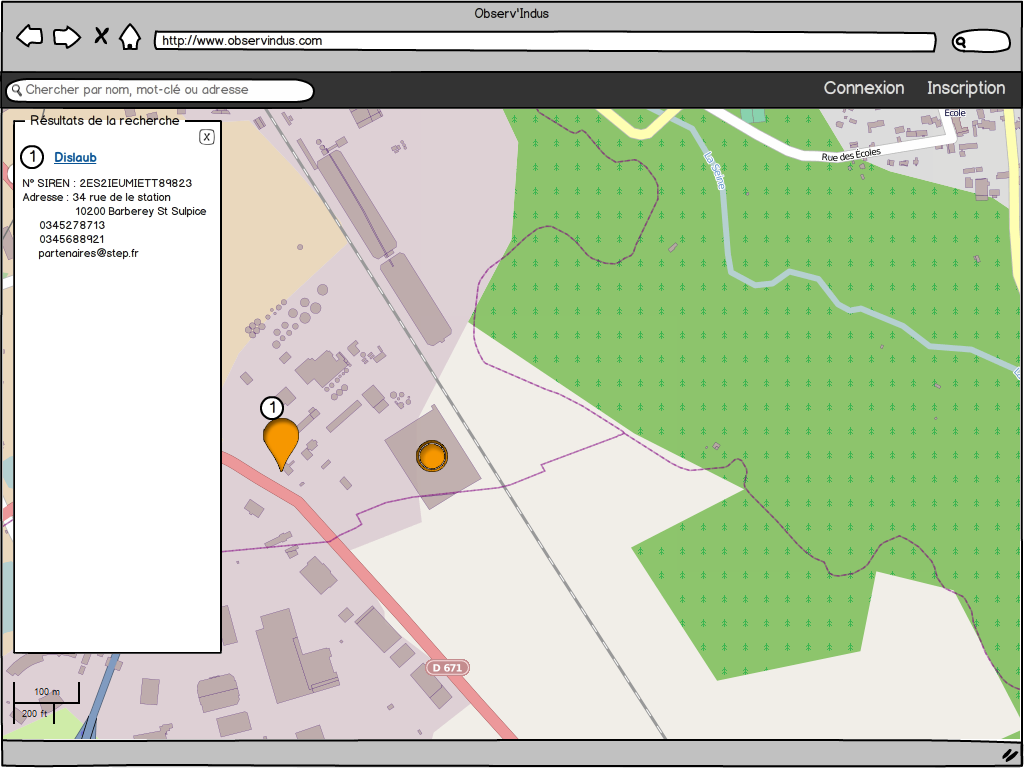 Observ'Indus
http://www.observindus.com
Chercher par nom, mot-clé ou adresse
Connexion
Inscription
Résultats de la recherche
X
1
Dislaub
N° SIREN : 2ES2IEUMIETT89823
Adresse : 34 rue de le station
10200 Barberey St Sulpice
0345278713
0345688921
partenaires@step.fr
École
Rue des Écoles
La Seine
1
D 671
100 m
200 ft